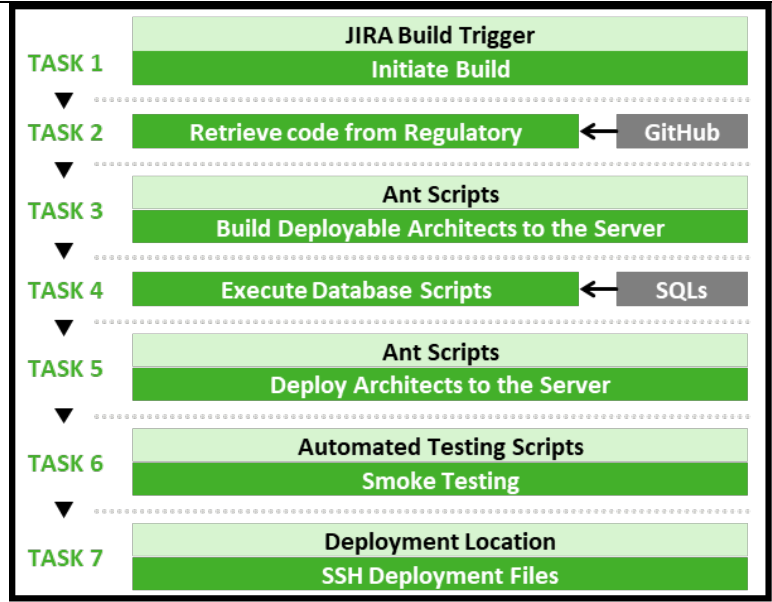 JIRA Build Trigger
TASK 1
Initiate Build
TASK 2
Retrieve code from Regulatory
GitHub
Ant Scripts
TASK 3
Build Deployable Architects to the Server
TASK 4
Execute Database Scripts
SQLs
Ant Scripts
TASK 5
Deploy Architects to the Server
Automated Testing Scripts
TASK 6
Smoke Testing
Deployment Location
TASK 7
SSH Deployment Files